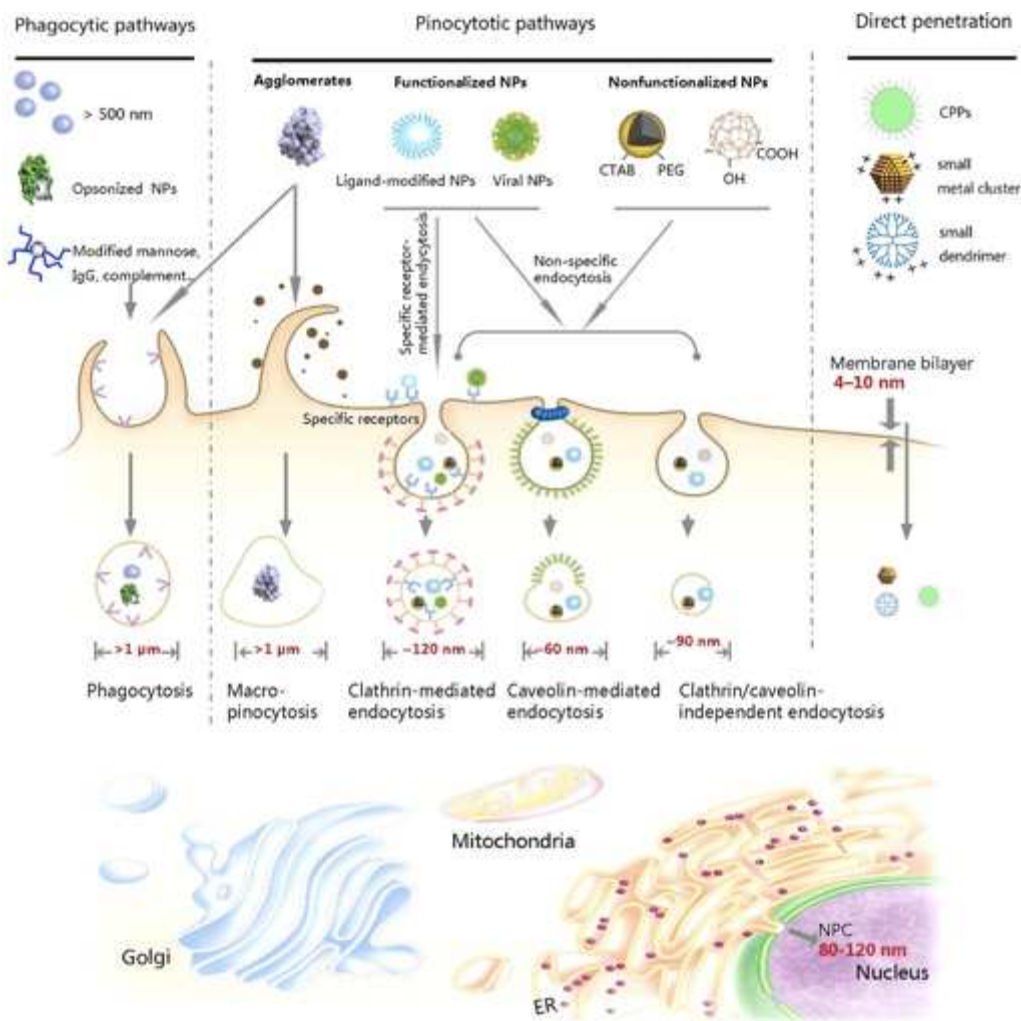 Phagocytic pathways
Pinocytotic pathways
Direct penetration
> 500 nm
Opsonized NPs
Modified mannose,
IgG, complement...
Agglomerates
Functionalized NPs
Nonfunctionalized NPs
Ligand-modified NPs
Viral NPs
CTAB
PEG
COOH
OH
CPPs
small
metal cluster
small
dendrimer
Specific receptor-
mediated endycytosis
Non-specific
endocytosis
Specific receptors
Membrane bilayer
4–10 nm
>1 μm
>1 μm
~120 nm
~60 nm
~90 nm
Phagocytosis
Macro-
pinocytosis
Clathrin-mediated
endocytosis
Caveolin-mediated
endocytosis
Clathrin/caveolin-
independent endocytosis
Mitochondria
Golgi
ER
NPC
80-120 nm
Nucleus